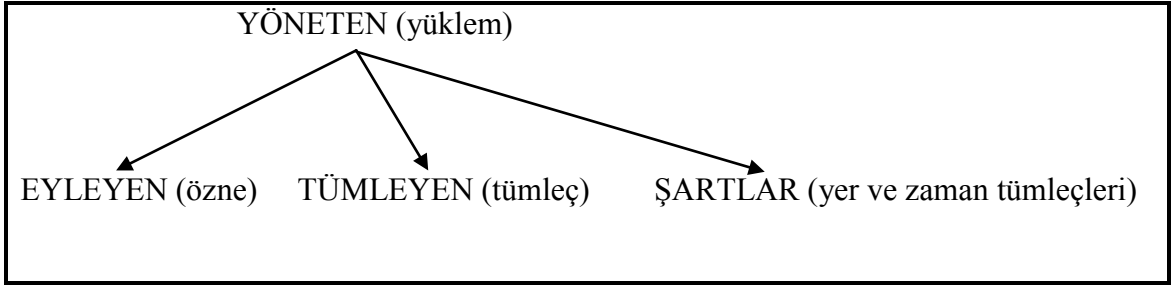 YÖNETEN (yüklem)
EYLEYEN (özne) TÜMLEYEN (tümleç) ŞARTLAR (yer ve zaman tümleçleri)